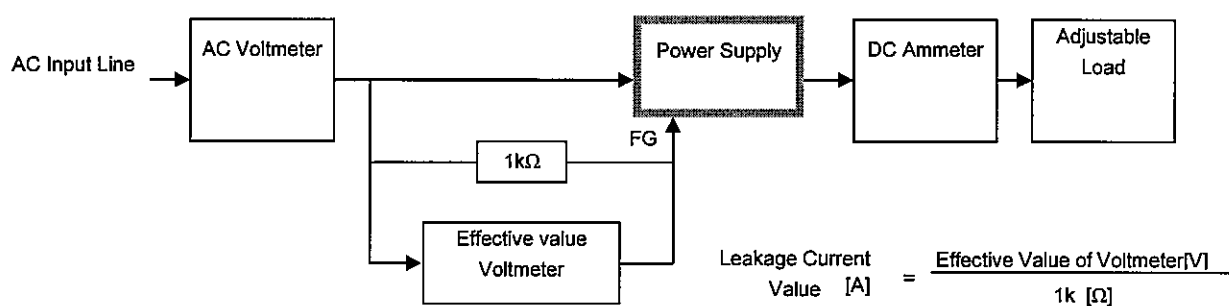 AC Input Line
AC Voltmeter
Power Supply
DC Ammeter
Adjustable
Load
FG
1kΩ
Effective value
Voltmeter
Leakage Current
Value [A] = Effective Value of Voltmeter[V]
1k [Ω]